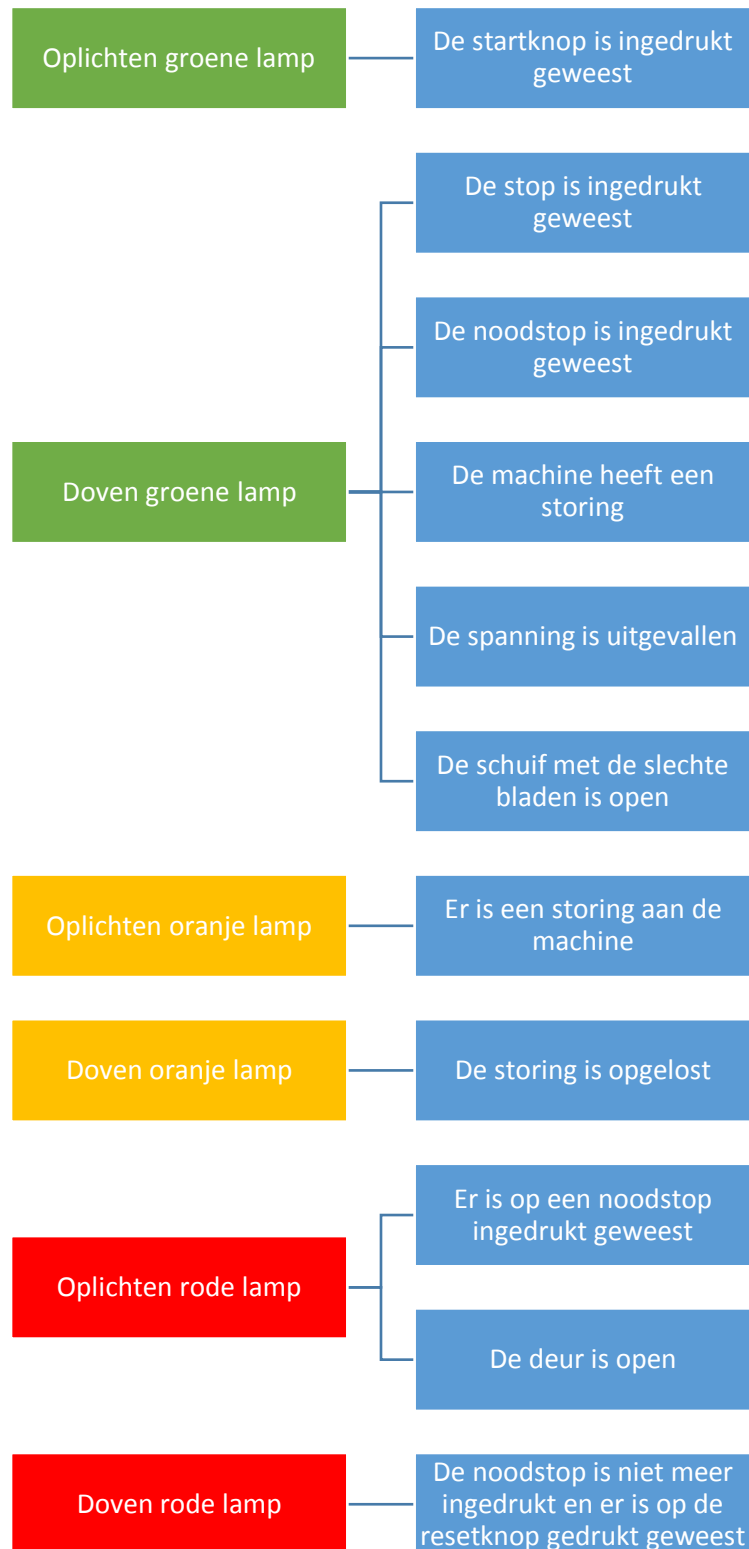 Oplichten groene lamp
De startknop is ingedrukt
geweest
Doven groene lamp
De stop is ingedrukt
geweest
De noodstop is ingedrukt
geweest
De machine heeft een
storing
De spanning is uitgevallen
De schuif met de slechte
bladen is open
Oplichten oranje lamp
Er is een storing aan de
machine
Doven oranje lamp
De storing is opgelost
Oplichten rode lamp
Er is op een noodstop
ingedrukt geweest
De deur is open
Doven rode lamp
De noodstop is niet meer
ingedrukt en er is op de
resetknop gedrukt geweest